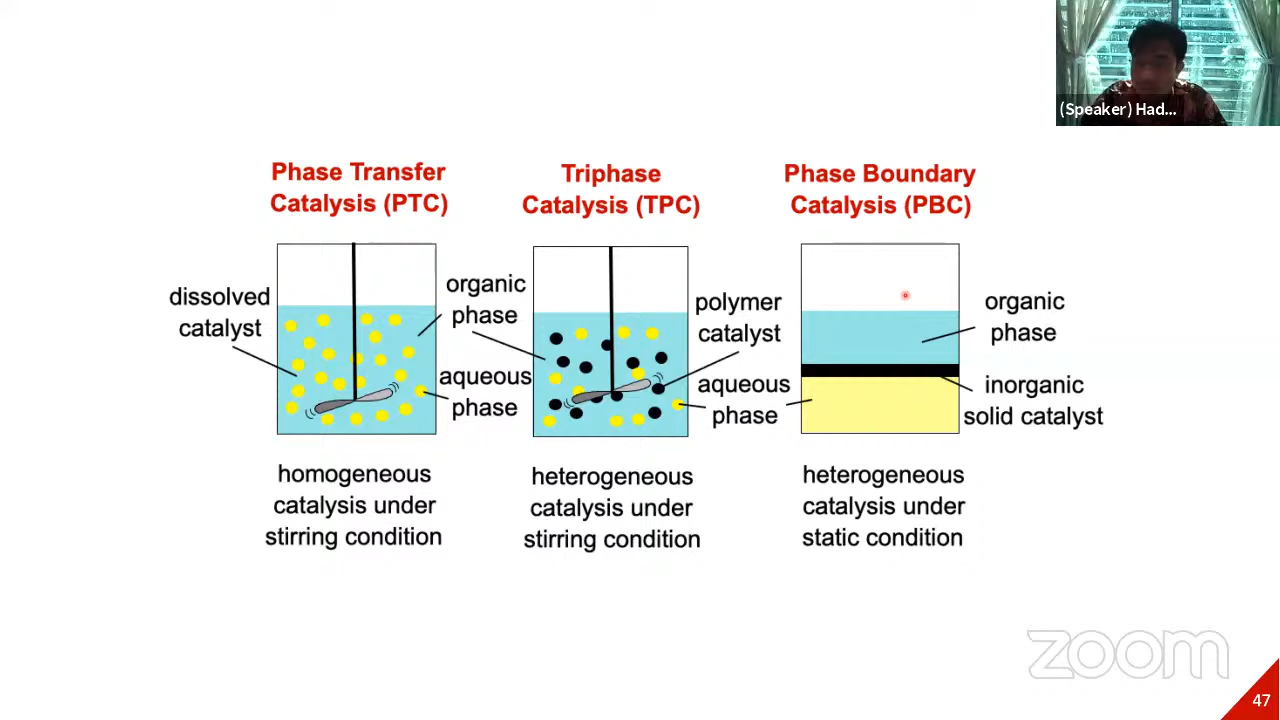 (Speaker) Had...
Phase Transfer
Catalysis (PTC)
Triphase
Catalysis (TPC)
Phase Boundary
Catalysis (PBC)
dissolved
catalyst
organic
phase
aqueous
phase
polymer
catalyst
aqueous
phase
organic
phase
inorganic
solid catalyst
homogeneous
catalysis under
stirring condition
heterogeneous
catalysis under
stirring condition
heterogeneous
catalysis under
static condition
zoom
47